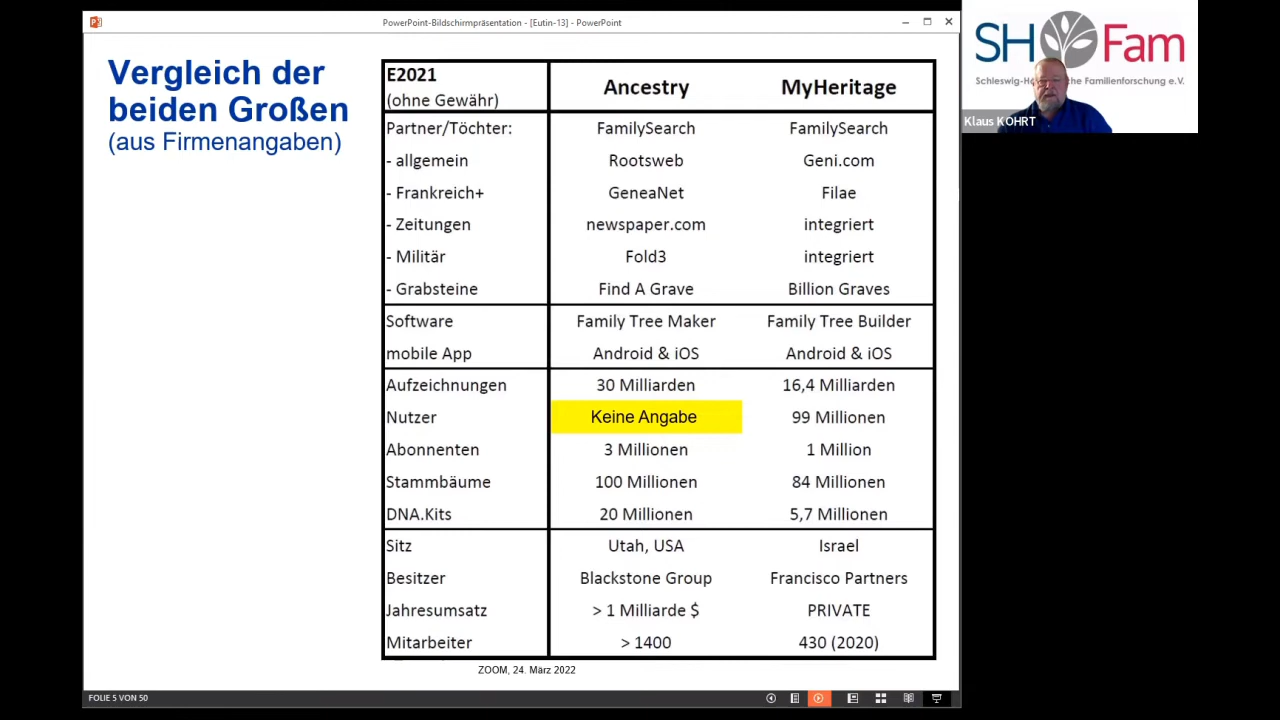 PowerPoint-Bildschirmpräsentation - [Eutin-13] - PowerPoint
SH Fam
Schleswig-Ho che Familienforschung e.V.
Klaus KOHRT
Vergleich der
beiden Großen
(aus Firmenangaben)
E2021
(ohne Gewähr) Ancestry MyHeritage
Partner/Töchter: FamilySearch FamilySearch
- allgemein Rootsweb Geni.com
- Frankreich+ GeneaNet Filae
- Zeitungen newspaper.com integriert
- Militär Fold3 integriert
- Grabsteine Find A Grave Billion Graves
Software Family Tree Maker Family Tree Builder
mobile App Android & iOS Android & iOS
Aufzeichnungen 30 Milliarden 16,4 Milliarden
Nutzer Keine Angabe 99 Millionen
Abonnenten 3 Millionen 1 Million
Stammbäume 100 Millionen 84 Millionen
DNA.Kits 20 Millionen 5,7 Millionen
Sitz Utah, USA Israel
Besitzer Blackstone Group Francisco Partners
Jahresumsatz > 1 Milliarde $ PRIVATE
Mitarbeiter > 1400 430 (2020)
ZOOM, 24. März 2022
FOLIE 5 VON 50